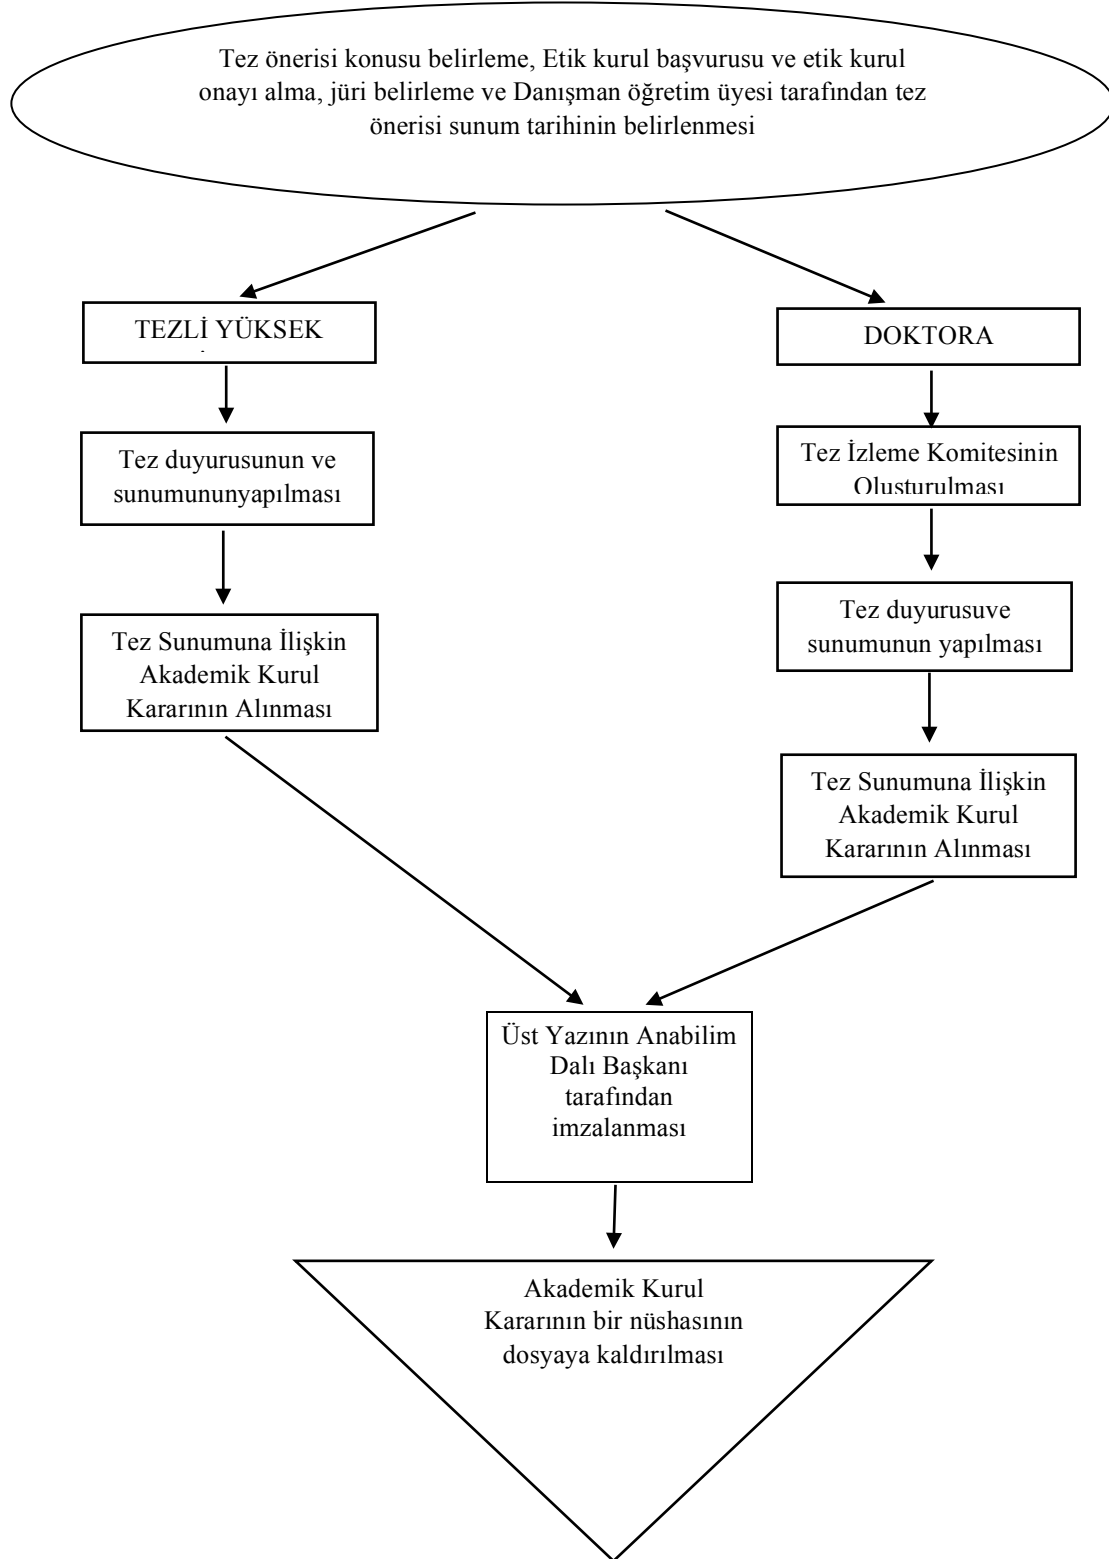 Tez önerisi konusu belirleme, Etik kurul başvurusu ve etik kurul
onayı alma, jüri belirleme ve Danışman öğretim üyesi tarafından tez
önerisi sunum tarihinin belirlenmesi
TEZLİ YÜKSEK
DOKTORA
Tez duyurusunun ve
sunumununyapılması
Tez İzleme Komitesinin
Oluşturulması
Tez duyurusuve
sunumunun yapılması
Tez Sunumuna İlişkin
Akademik Kurul
Kararının Alınması
Tez Sunumuna İlişkin
Akademik Kurul
Kararının Alınması
Üst Yazının Anabilim
Dalı Başkanı
tarafından
imzalanması
Akademik Kurul
Kararının bir nüshasının
dosyaya kaldırılması